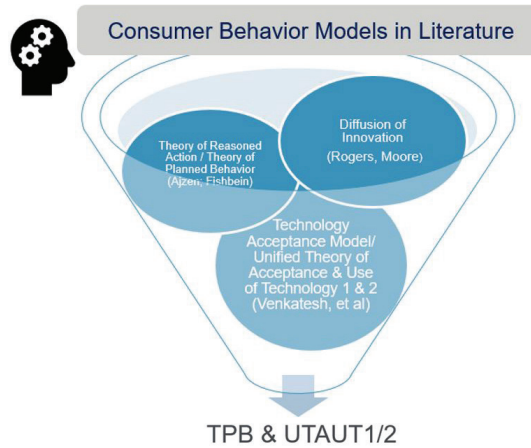 Consumer Behavior Models in Literature
Theory of Reasoned
Action / Theory of
Planned Behavior
(Ajzen, Fishbein)
Diffusion of
Innovation
(Rogers, Moore)
Technology
Acceptance Model/
Unified Theory of
Acceptance & Use
of Technology 1 & 2
(Venkatesh, et al)
TPB & UTAUT1/2